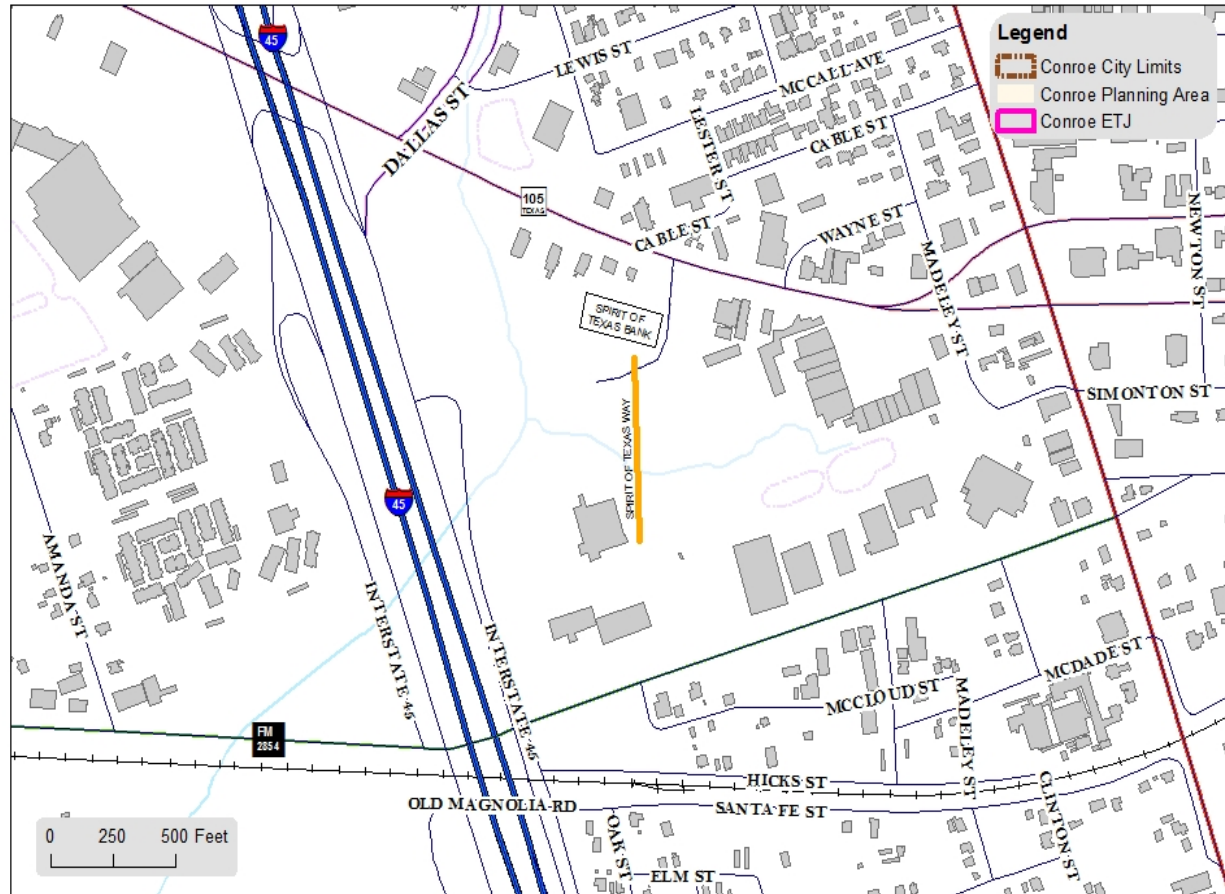 45
Legend
Conroe City Limits
Conroe Planning Area
Conroe ETJ
LEWIS ST
MCCALL AVE
DALLAS ST
CABLE ST
LESTER ST
105
TEXAS
CABLE ST
WAYNE ST
NEWTON ST
MADELEY ST
SPIRIT OF
TEXAS BANK
SIMONTON ST
SPIRIT OF TEXAS WAY
45
AMANDA ST
INTERSTATE 45
INTERSTATE 45
MCDADE ST
MCCLOUD ST
MADELEY ST
FM
2854
HICKS ST
OLD MAGNOLIA RD
SANTA FE ST
CLINTON ST
OAK ST
ELM ST
0 250 500 Feet